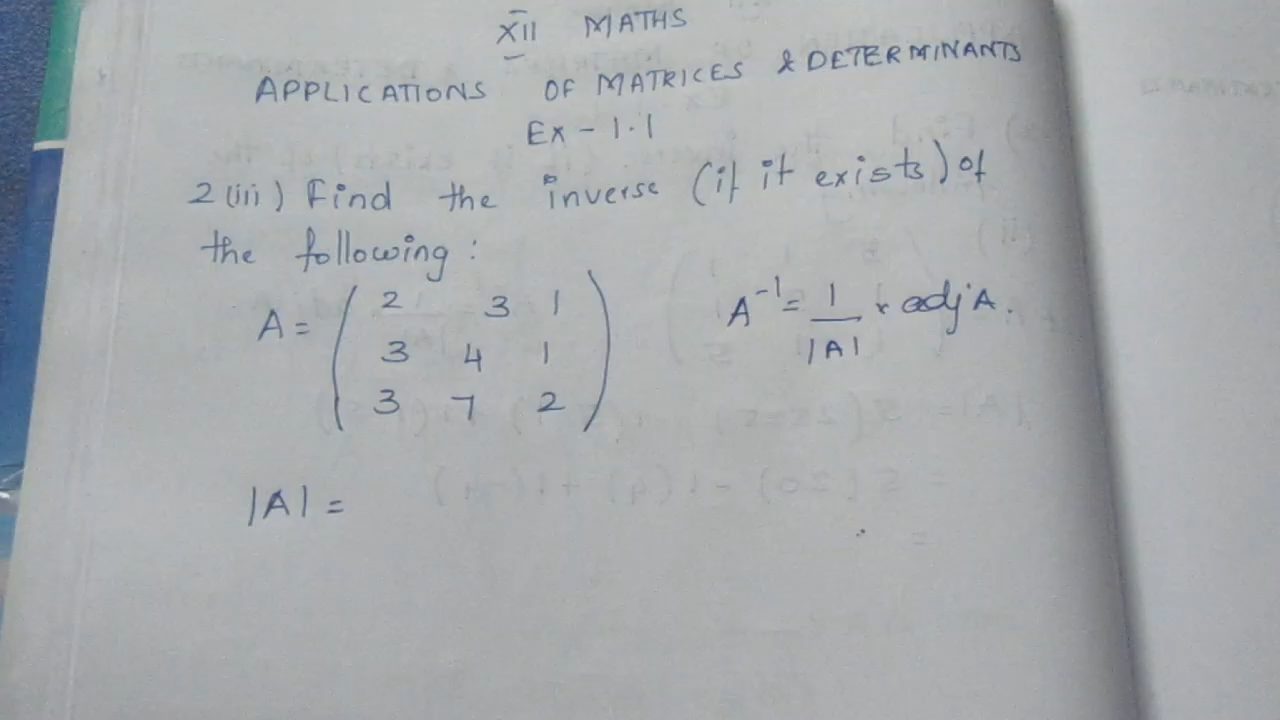 XII MATHS
APPLICATIONS OF MATRICES & DETERMINANTS
Ex - 1.1
2 (iii) Find the inverse (if it exists) of
the following :
A = ( 2 3 1
3 4 1
3 7 2 )
A⁻¹ = 1/|A| × adj A.
|A| =